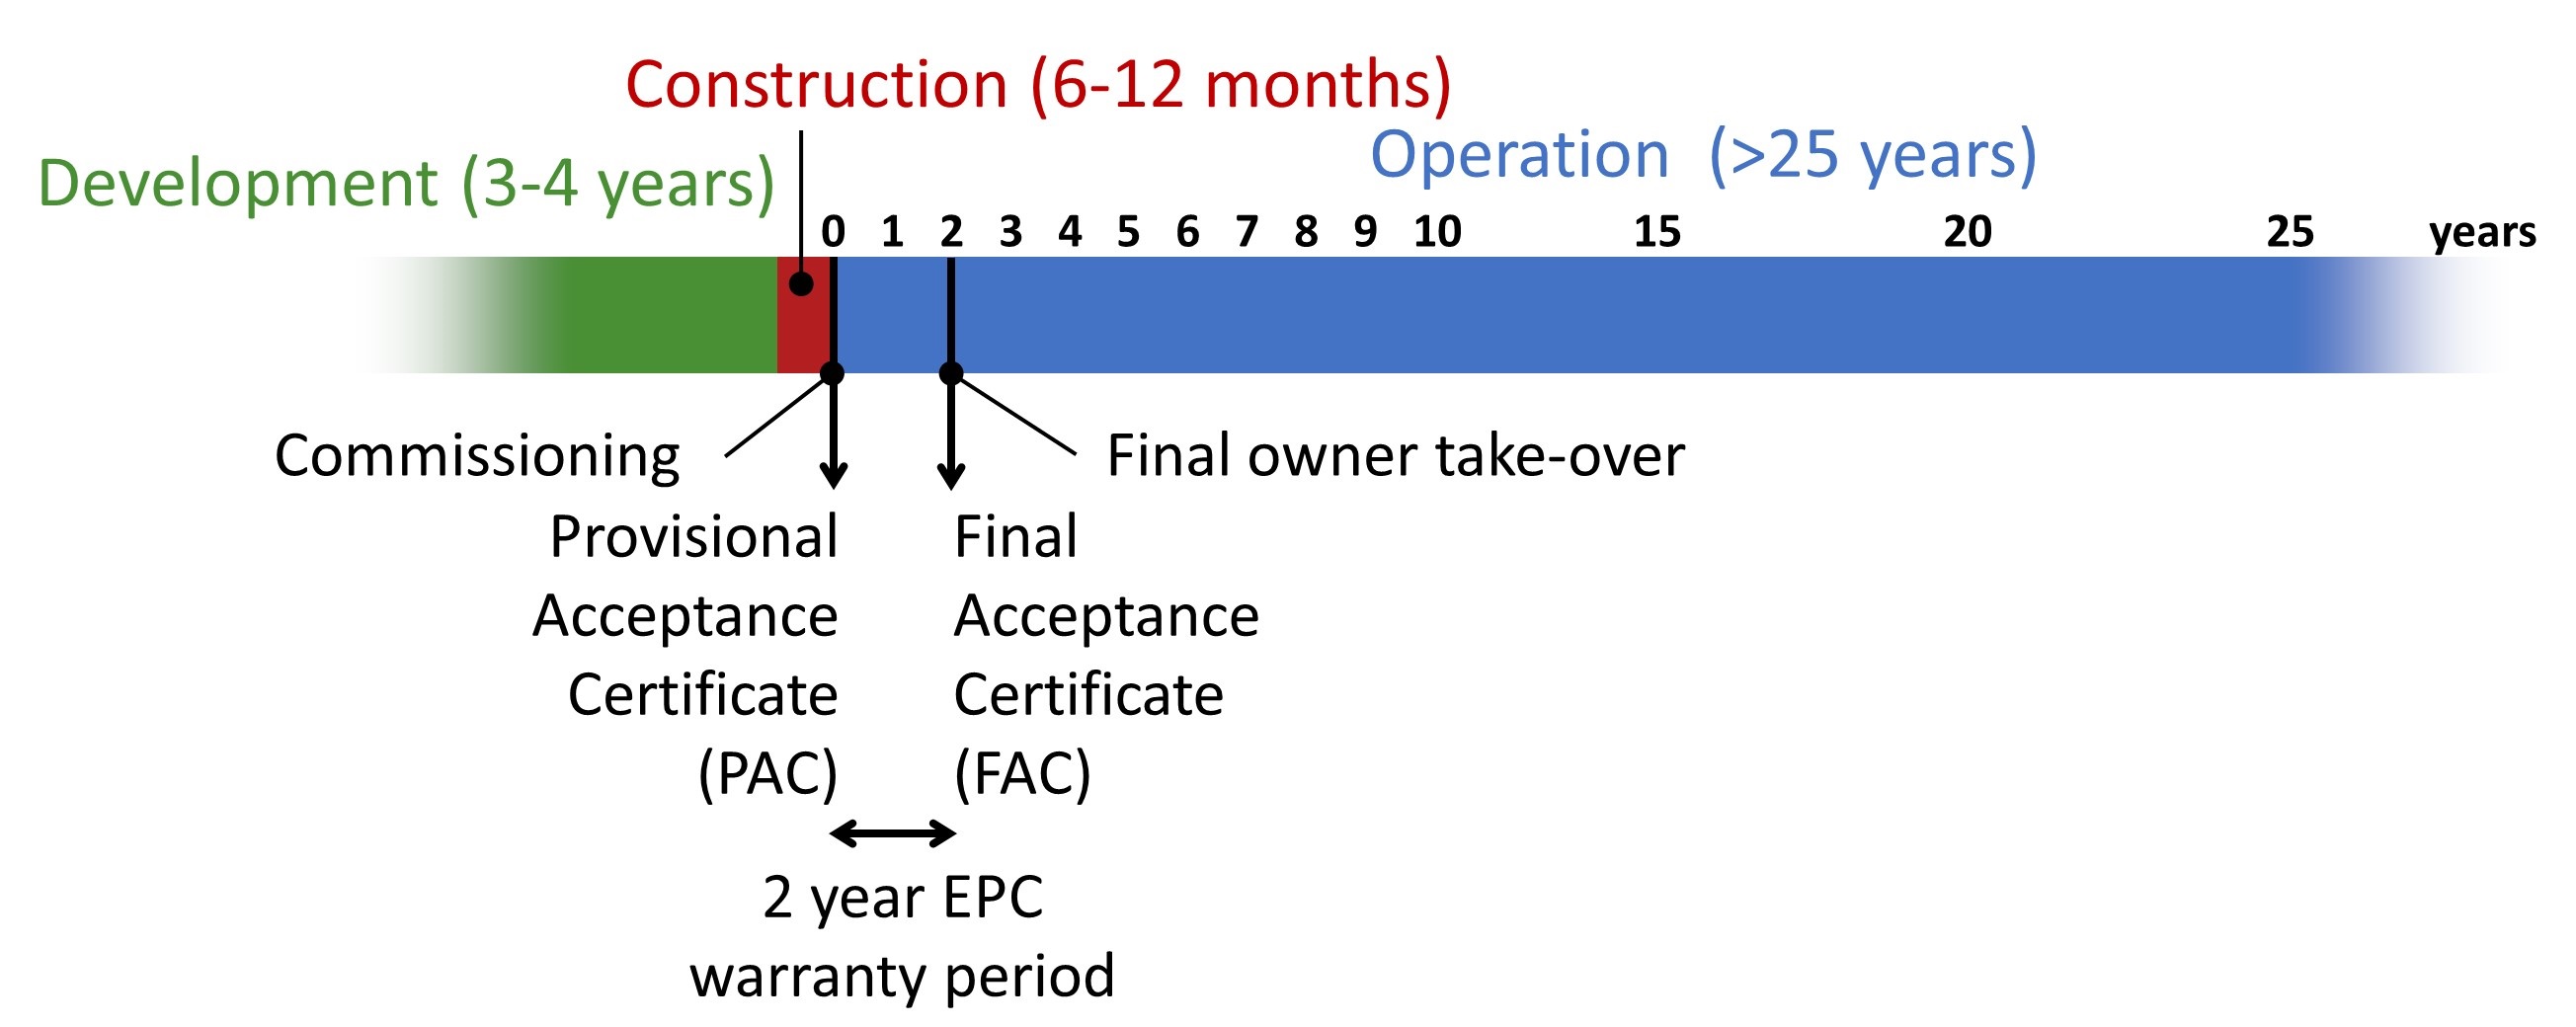 Construction (6-12 months)
Operation (>25 years)
Development (3-4 years)
0 1 2 3 4 5 6 7 8 9 10 15 20 25 years
Commissioning
Final owner take-over
Provisional
Acceptance
Certificate
(PAC)
Final
Acceptance
Certificate
(FAC)
2 year EPC
warranty period